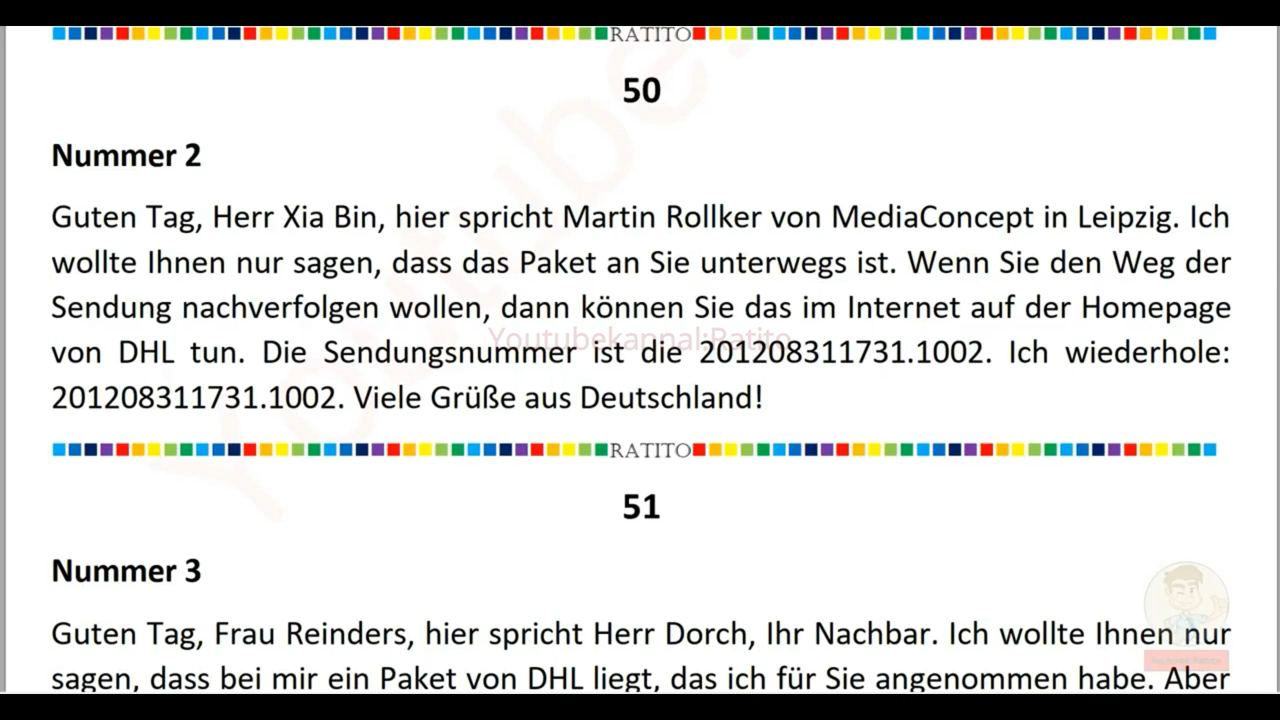 RATITO
50
Nummer 2
Guten Tag, Herr Xia Bin, hier spricht Martin Rollker von MediaConcept in Leipzig. Ich
wollte Ihnen nur sagen, dass das Paket an Sie unterwegs ist. Wenn Sie den Weg der
Sendung nachverfolgen wollen, dann können Sie das im Internet auf der Homepage
Youtubekannal:Ratito
von DHL tun. Die Sendungsnummer ist die 201208311731.1002. Ich wiederhole:
201208311731.1002. Viele Grüße aus Deutschland!
RATITO
51
Nummer 3
Guten Tag, Frau Reinders, hier spricht Herr Dorch, Ihr Nachbar. Ich wollte Ihnen nur
sagen, dass bei mir ein Paket von DHL liegt, das ich für Sie angenommen habe. Aber